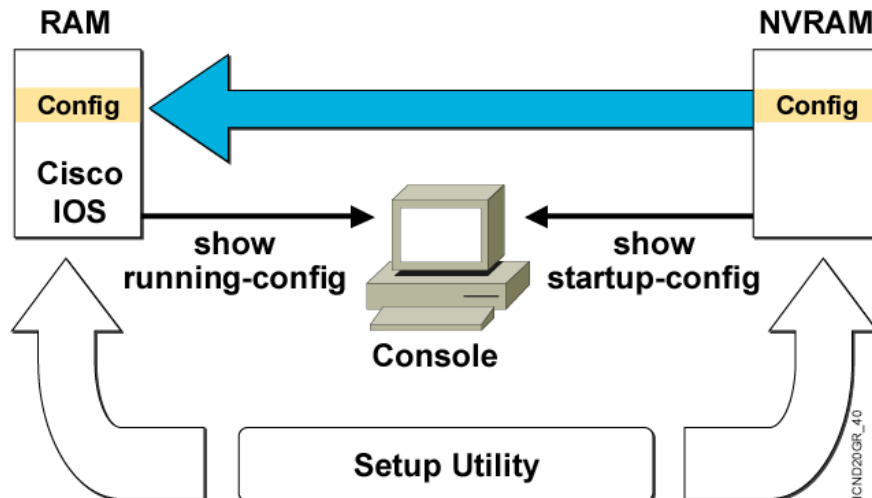 RAM
NVRAM
Config
Config
Cisco
IOS
show
running-config
show
startup-config
Console
Setup Utility
ICND20GR_40